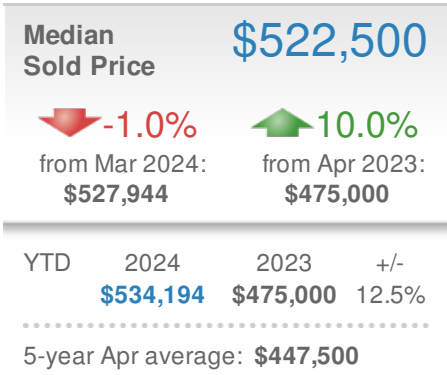 Median $522,500
Sold Price
-1.0% 10.0%
from Mar 2024: from Apr 2023:
$527,944 $475,000
YTD 2024 2023 +/-
$534,194 $475,000 12.5%
5-year Apr average: $447,500